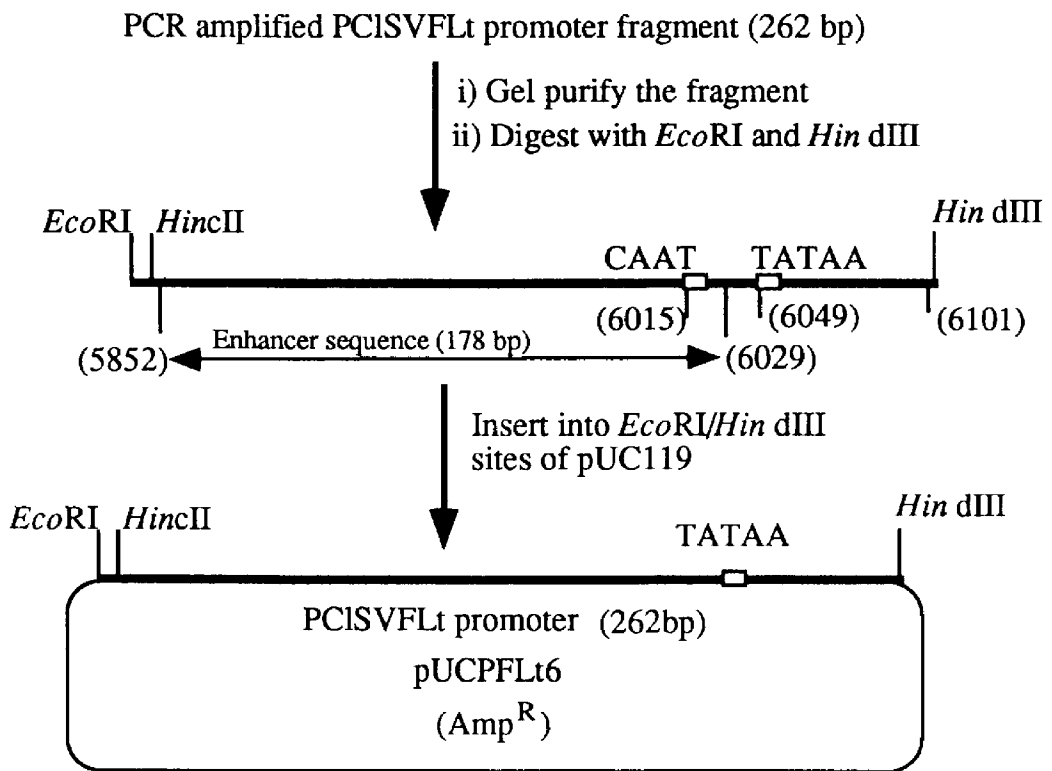 PCR amplified PClSVFLt promoter fragment (262 bp)
i) Gel purify the fragment
ii) Digest with EcoRI and Hin dIII
EcoRI HincII Hin dIII
CAAT TATAA
(6015) (6049) (6101)
(5852) Enhancer sequence (178 bp) (6029)
Insert into EcoRI/Hin dIII
sites of pUC119
EcoRI HincII Hin dIII
TATAA
PClSVFLt promoter (262bp)
pUCPFLt6
(Amp^R)